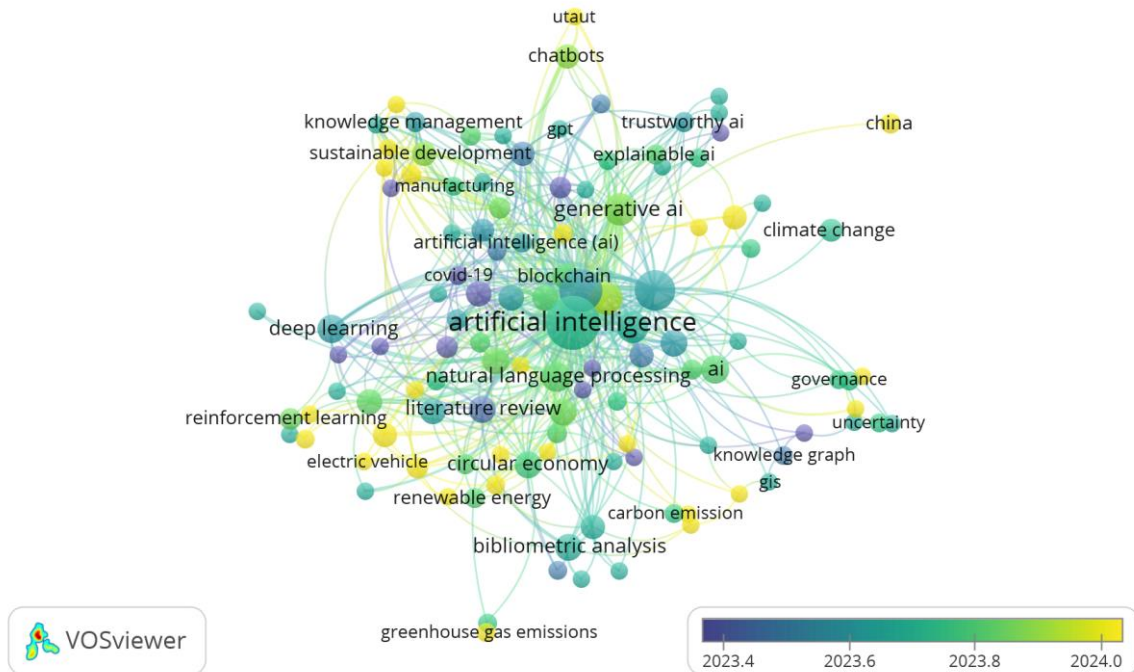 utaut
chatbots
knowledge management
gpt
trustworthy ai
china
sustainable development
explainable ai
manufacturing
generative ai
climate change
artificial intelligence (ai)
covid-19
blockchain
artificial intelligence
deep learning
natural language processing
ai
governance
literature review
reinforcement learning
uncertainty
electric vehicle
circular economy
knowledge graph
gis
renewable energy
carbon emission
bibliometric analysis
greenhouse gas emissions
VOSviewer
2023.4 2023.6 2023.8 2024.0